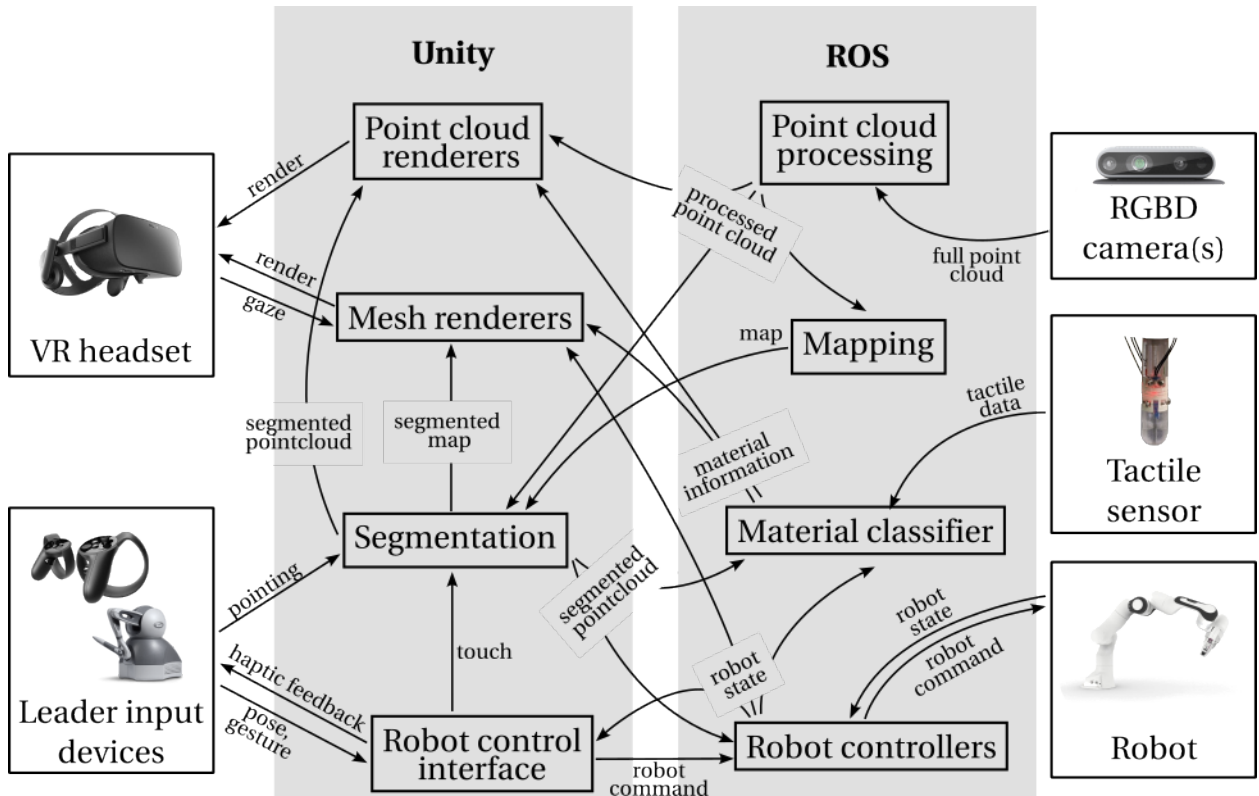 Unity
ROS
Point cloud
renderers
Point cloud
processing
render
processed
point cloud
RGBD
camera(s)
full point
cloud
render
gaze
VR headset
Mesh renderers
map
Mapping
tactile
data
segmented
pointcloud
segmented
map
material
information
Tactile
sensor
Segmentation
Material classifier
pointing
segmented
pointcloud
touch
robot
state
robot
state
robot
command
haptic feedback
pose,
gesture
Leader input
devices
Robot control
interface
robot
command
Robot controllers
Robot